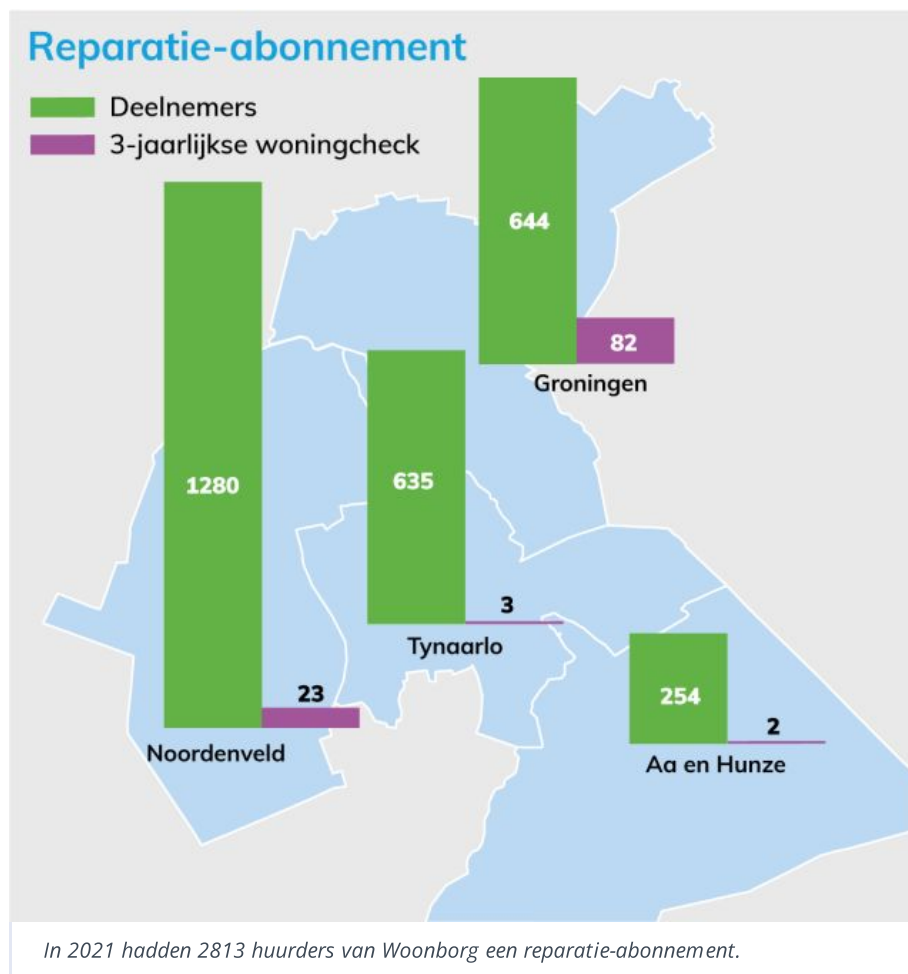 Reparatie-abonnement
Deelnemers
3-jaarlijkse woningcheck
644
82
Groningen
1280
635
3
Tynaarlo
23
Noordenveld
254
2
Aa en Hunze
In 2021 hadden 2813 huurders van Woonborg een reparatie-abonnement.